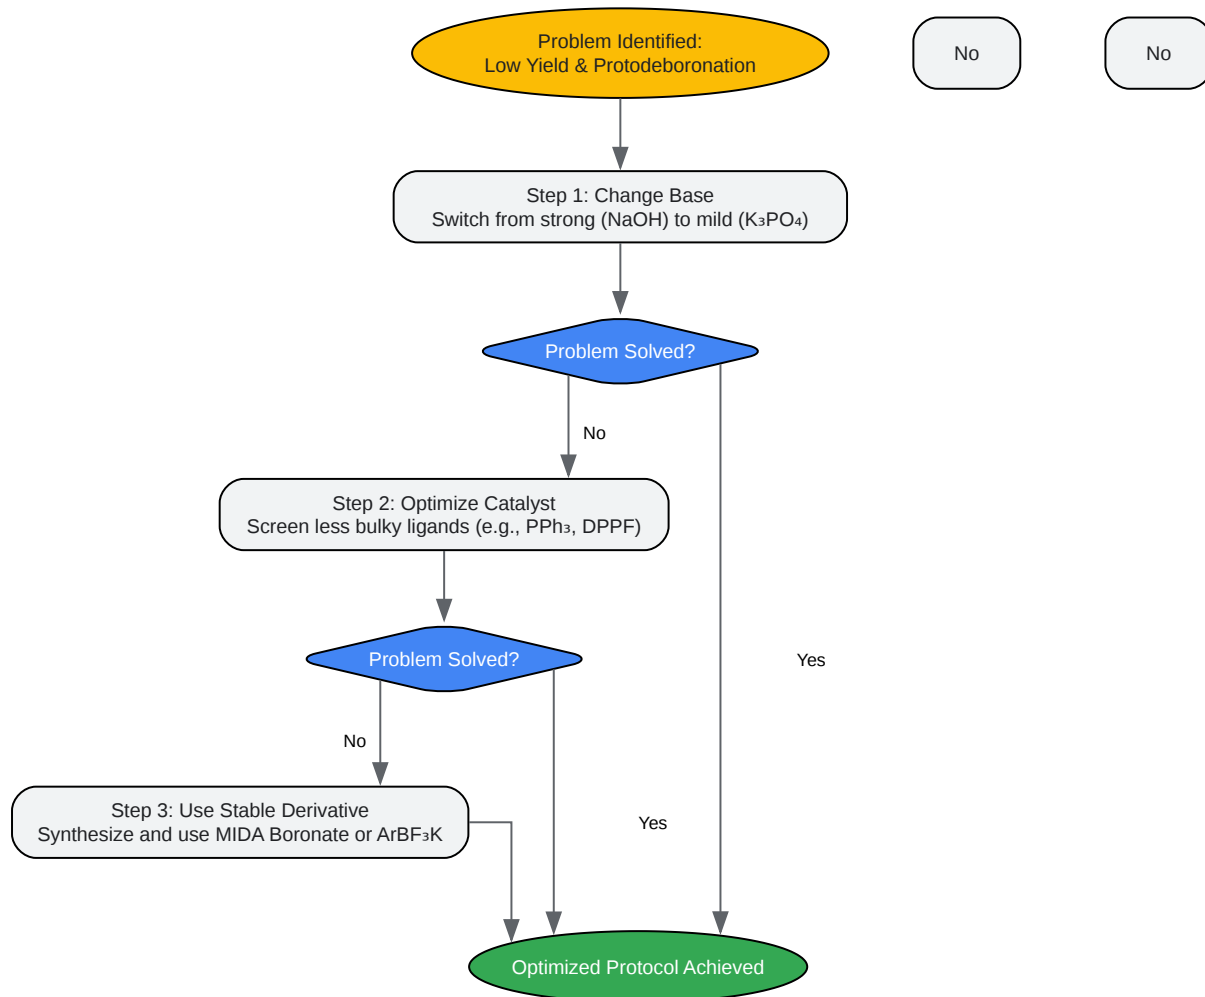 Problem Identified:
Low Yield & Protodeboronation
No
No
Step 1: Change Base
Switch from strong (NaOH) to mild (K₃PO₄)
Problem Solved?
No
Step 2: Optimize Catalyst
Screen less bulky ligands (e.g., PPh₃, DPPF)
Problem Solved?
Yes
No
Step 3: Use Stable Derivative
Synthesize and use MIDA Boronate or ArBF₃K
Yes
Optimized Protocol Achieved